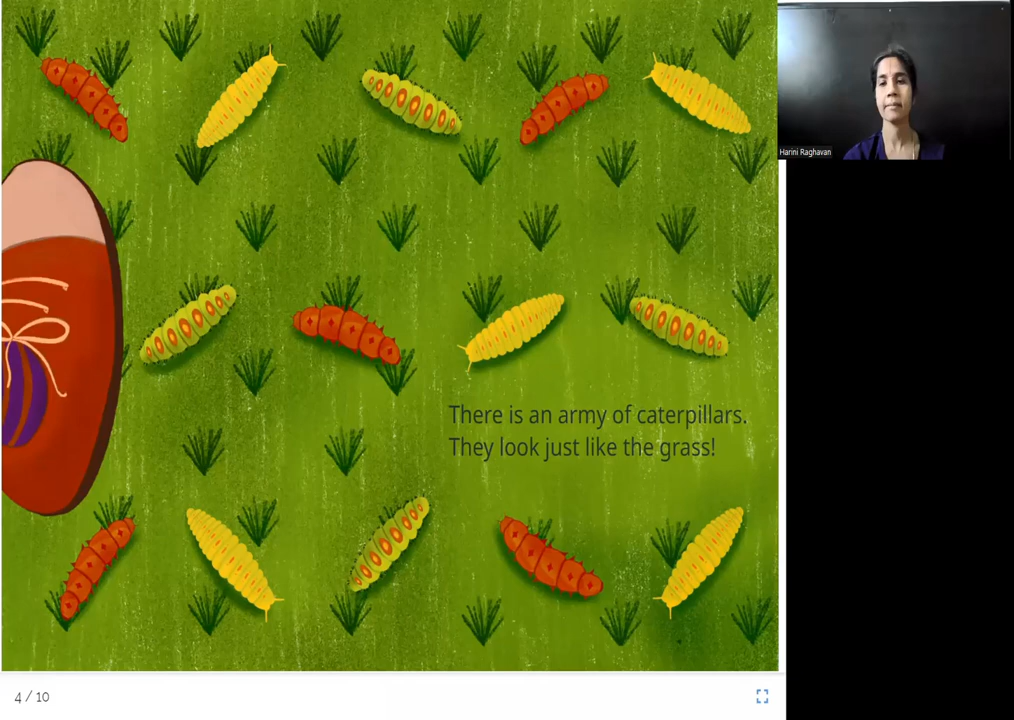 Harini Raghavan
There is an army of caterpillars.
They look just like the grass!
4 / 10